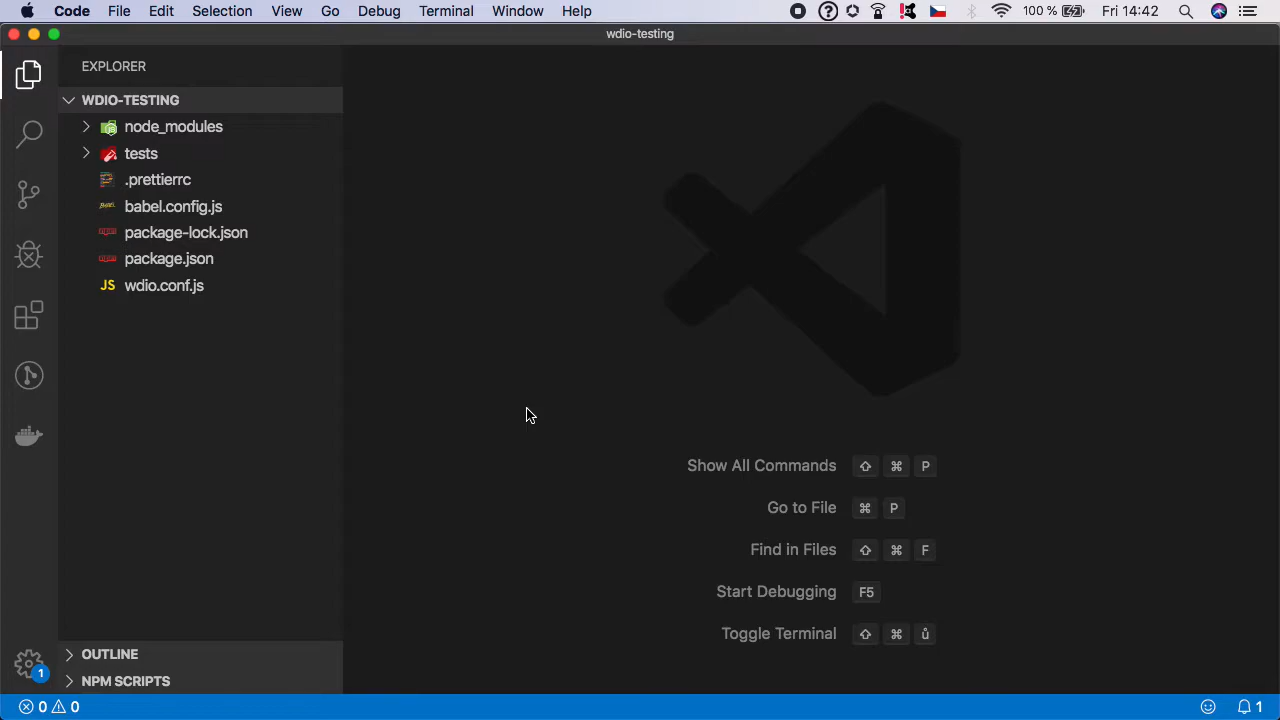 Code File Edit Selection View Go Debug Terminal Window Help 100 % Fri 14:42
wdio-testing
EXPLORER
WDIO-TESTING
node_modules
tests
.prettierrc
babel.config.js
package-lock.json
package.json
JS wdio.conf.js
Show All Commands ⇧ ⌘ P
Go to File ⌘ P
Find in Files ⇧ ⌘ F
Start Debugging F5
Toggle Terminal ⇧ ⌘ ů
OUTLINE
1
NPM SCRIPTS
0 0 1